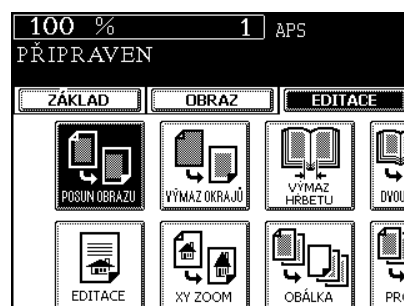 100 % 1 APS
PŘIPRAVEN
ZÁKLAD OBRAZ EDITACE
POSUN OBRAZU VÝMAZ OKRAJŮ VÝMAZ HŘBETU
EDITACE XY ZOOM OBÁLKA